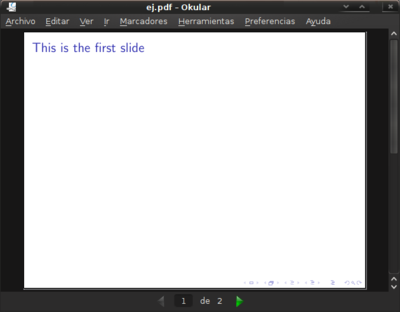 ej.pdf – Okular
Archivo Editar Ver Ir Marcadores Herramientas Preferencias Ayuda
This is the first slide
1 de 2